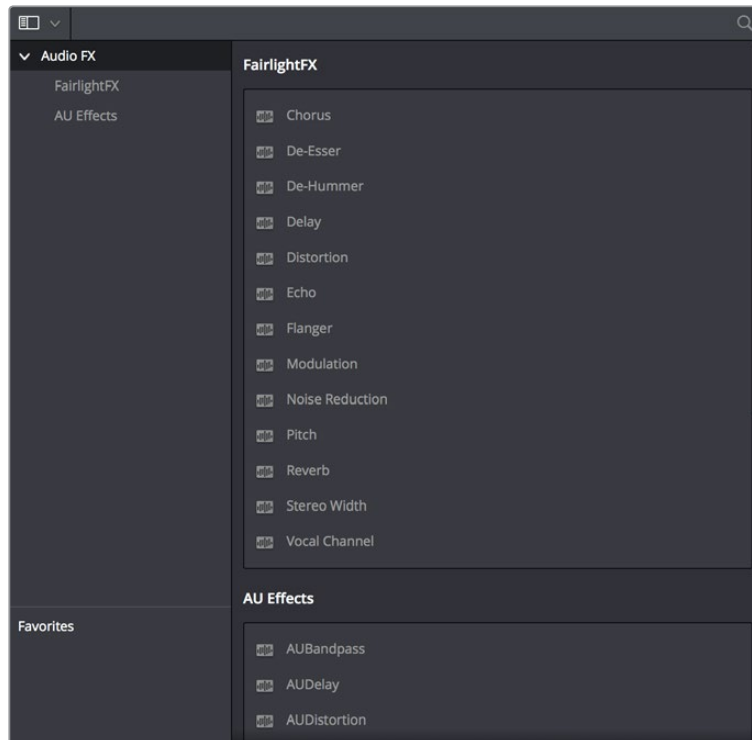 Audio FX
FairlightFX
AU Effects
Favorites
FairlightFX
Chorus
De-Esser
De-Hummer
Delay
Distortion
Echo
Flanger
Modulation
Noise Reduction
Pitch
Reverb
Stereo Width
Vocal Channel
AU Effects
AUBandpass
AUDelay
AUDistortion